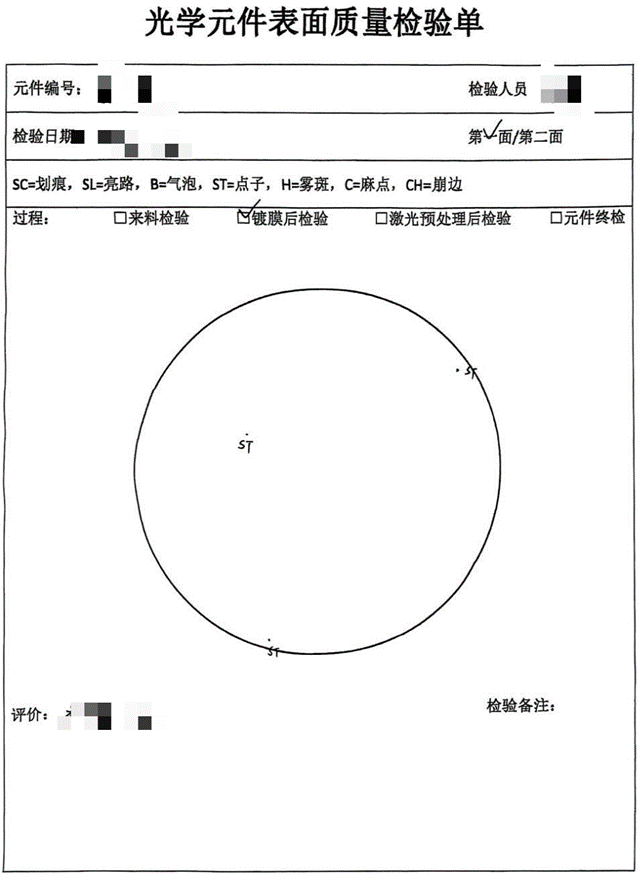 光学元件表面质量检验单
元件编号： 检验人员
检验日期 第一面/第二面
SC=划痕，SL=亮路，B=气泡，ST=点子，H=雾斑，C=麻点，CH=崩边
过程： □来料检验 ☑镀膜后检验 □激光预处理后检验 □元件终检
ST
ST
ST
评价： 检验备注：